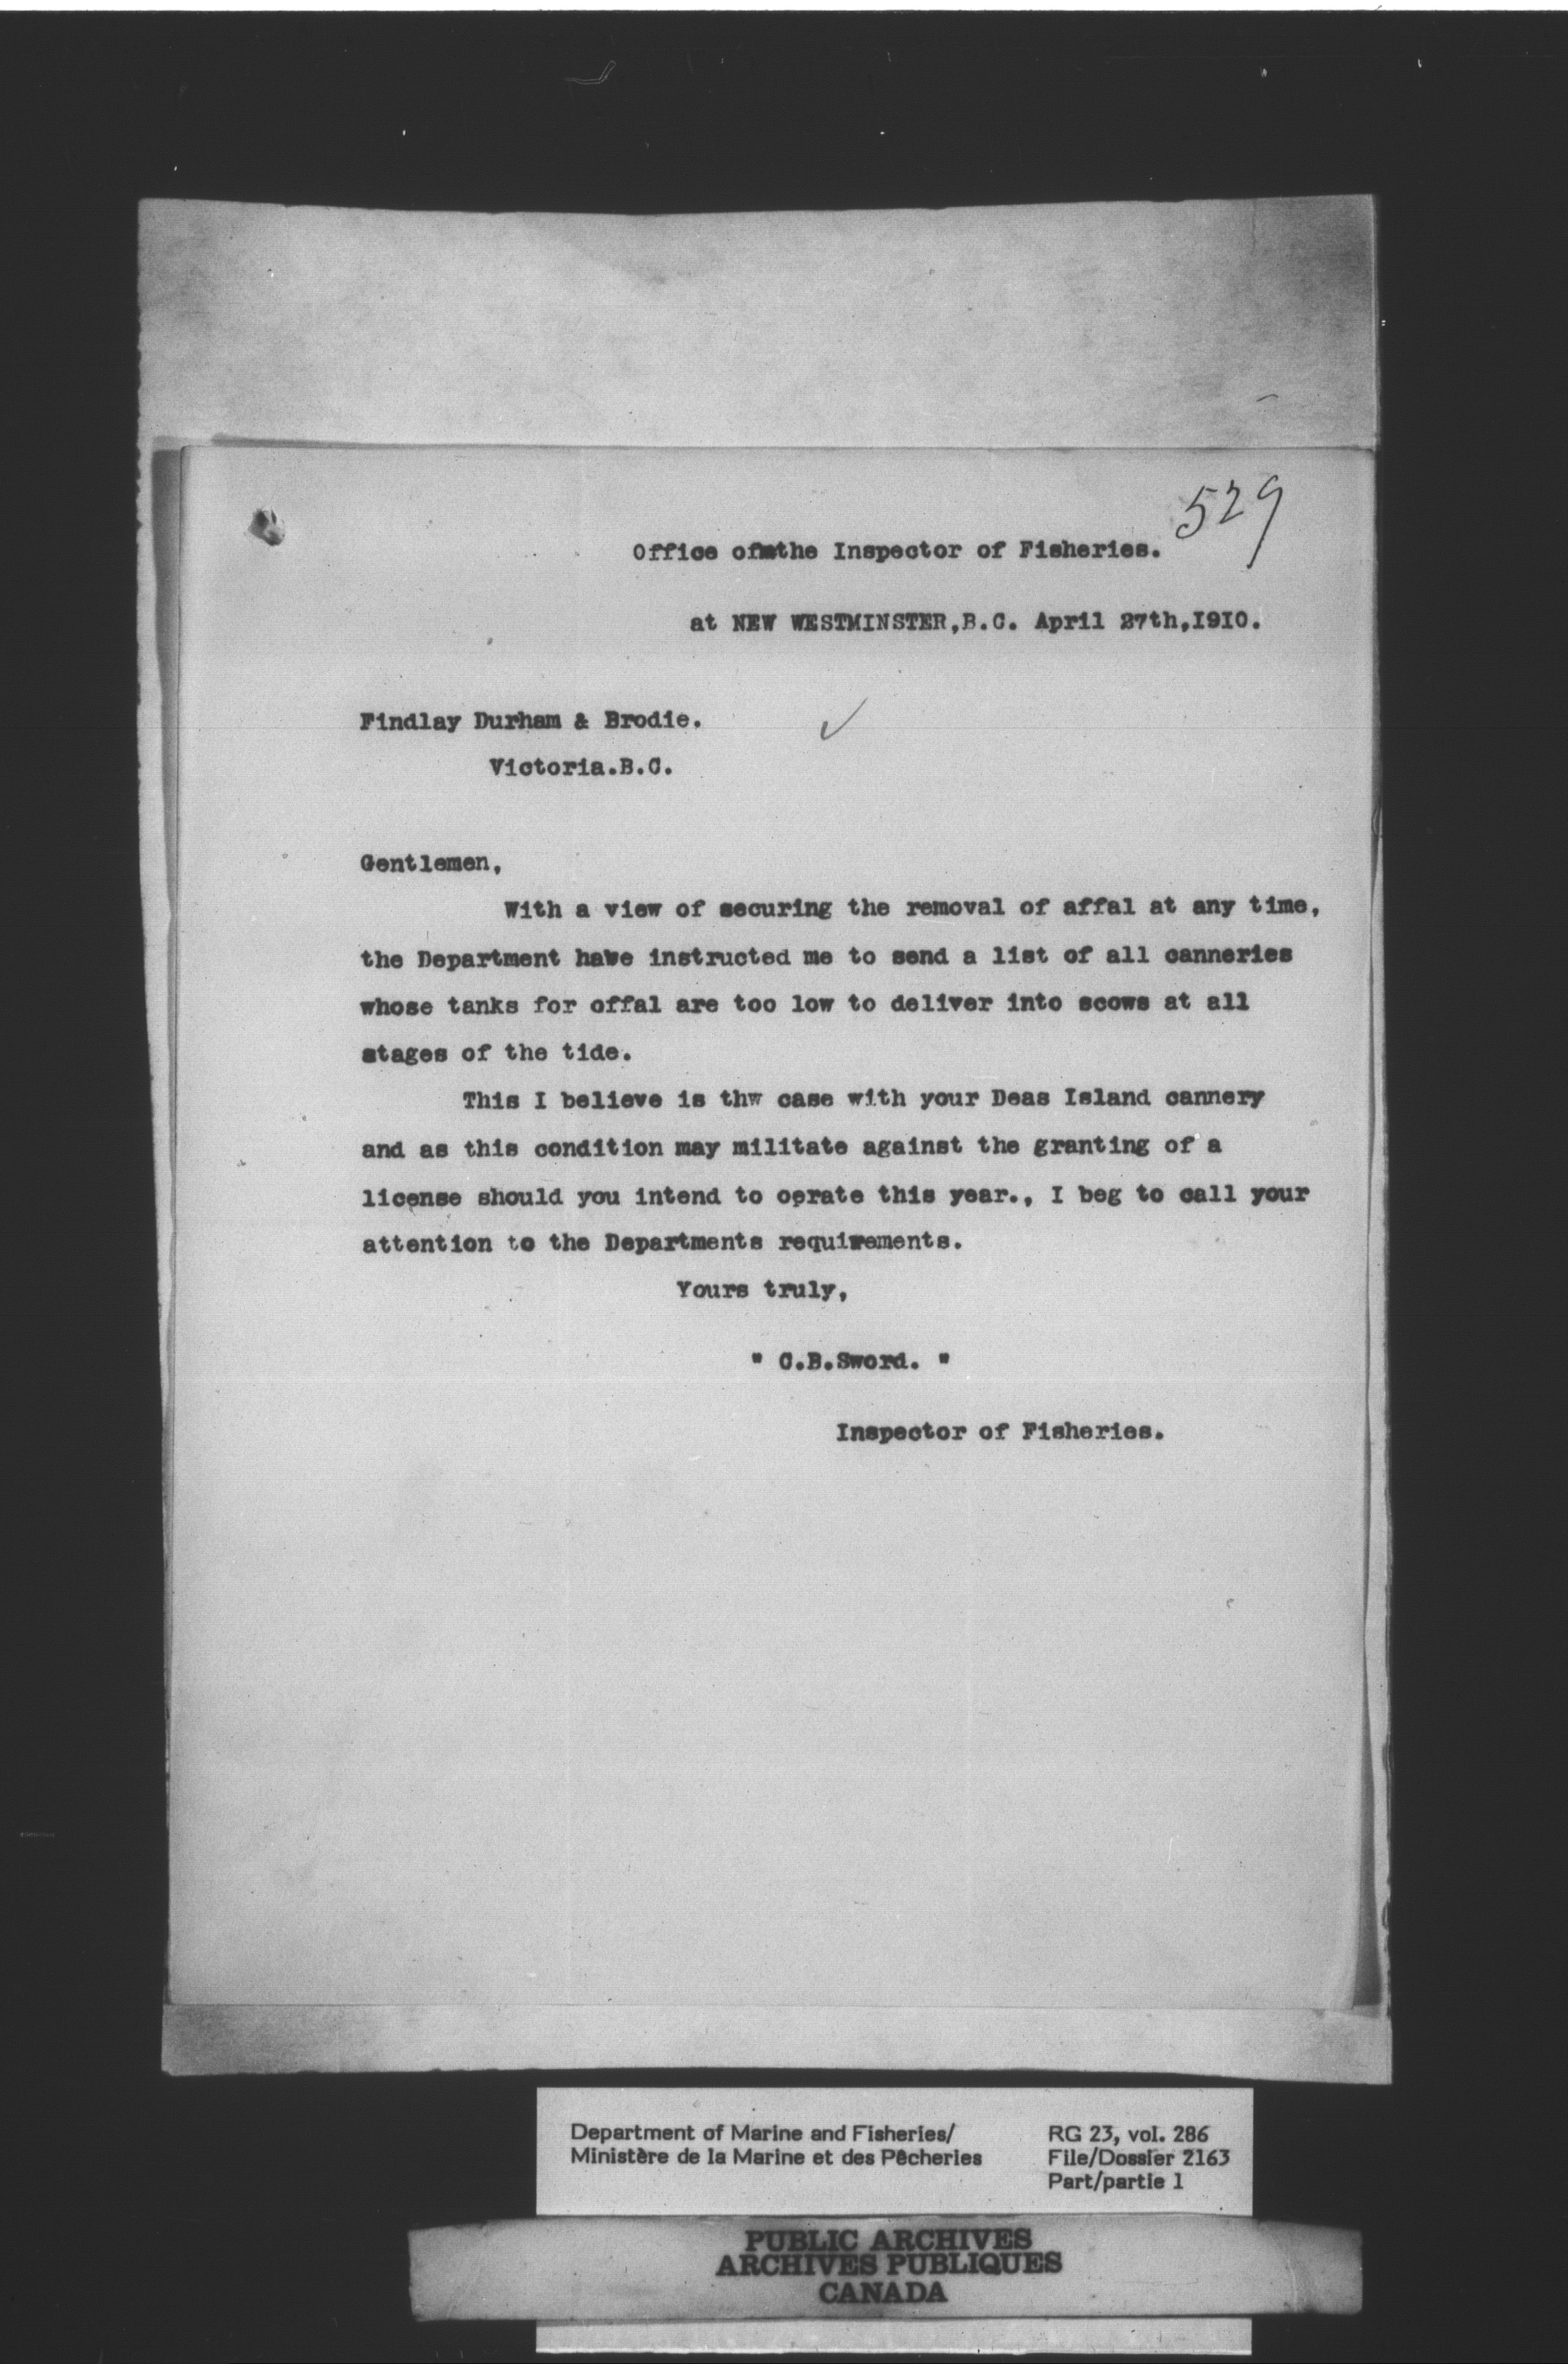 529
Office ofmthe Inspector of Fisheries.
at NEW WESTMINSTER,B.C. April 27th,I9I0.
Findlay Durham & Brodie. ✓
Victoria.B.C.
Gentlemen,
With a view of securing the removal of affal at any time,
the Department have instructed me to send a list of all canneries
whose tanks for offal are too low to deliver into scows at all
stages of the tide.
This I believe is thw case with your Deas Island cannery
and as this condition may militate against the granting of a
license should you intend to oprate this year., I beg to call your
attention to the Departments requirements.
Yours truly,
" C.B.Sword. "
Inspector of Fisheries.
Department of Marine and Fisheries/
Ministère de la Marine et des Pêcheries
RG 23, vol. 286
File/Dossier 2163
Part/partie 1
PUBLIC ARCHIVES
ARCHIVES PUBLIQUES
CANADA